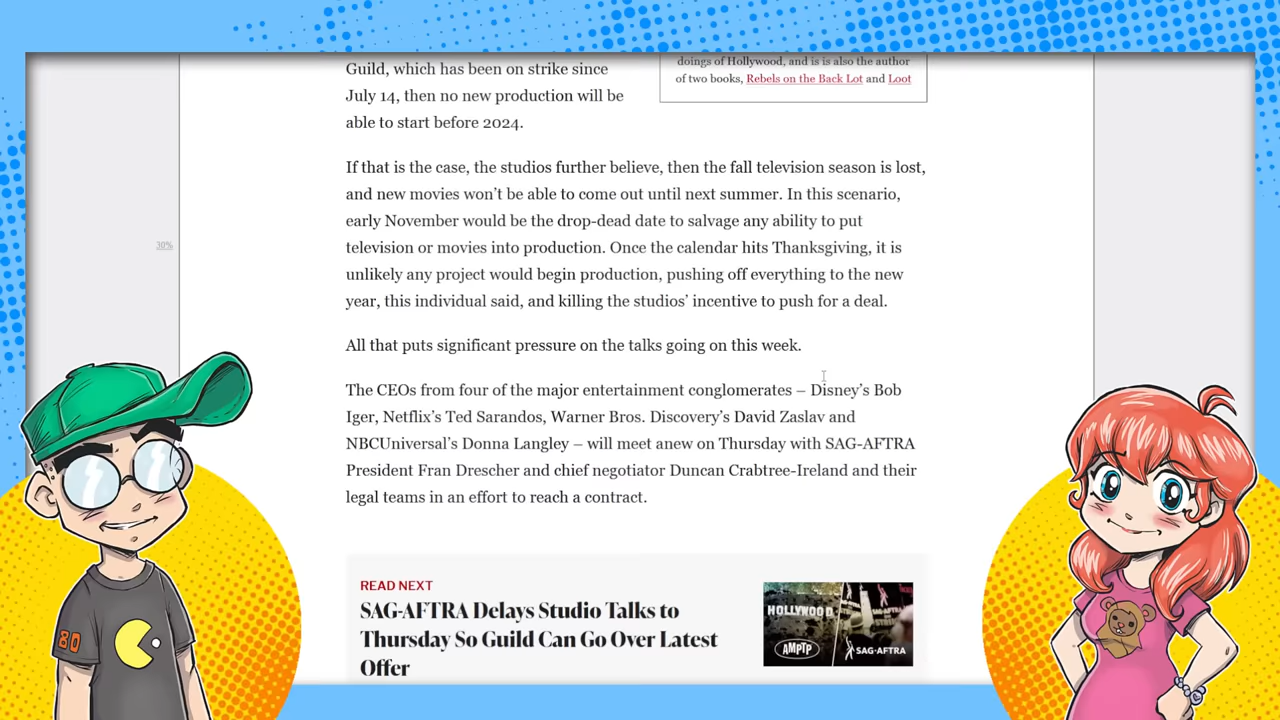 doings of Hollywood, and is is also the author
of two books, Rebels on the Back Lot and Loot
Guild, which has been on strike since
July 14, then no new production will be
able to start before 2024.
If that is the case, the studios further believe, then the fall television season is lost,
and new movies won’t be able to come out until next summer. In this scenario,
early November would be the drop-dead date to salvage any ability to put
television or movies into production. Once the calendar hits Thanksgiving, it is
unlikely any project would begin production, pushing off everything to the new
year, this individual said, and killing the studios’ incentive to push for a deal.
30%
All that puts significant pressure on the talks going on this week.
The CEOs from four of the major entertainment conglomerates – Disney’s Bob
Iger, Netflix’s Ted Sarandos, Warner Bros. Discovery’s David Zaslav and
NBCUniversal’s Donna Langley – will meet anew on Thursday with SAG-AFTRA
President Fran Drescher and chief negotiator Duncan Crabtree-Ireland and their
legal teams in an effort to reach a contract.
READ NEXT
SAG-AFTRA Delays Studio Talks to
Thursday So Guild Can Go Over Latest
Offer
HOLLYWOOD
AMPTP
SAG-AFTRA
80